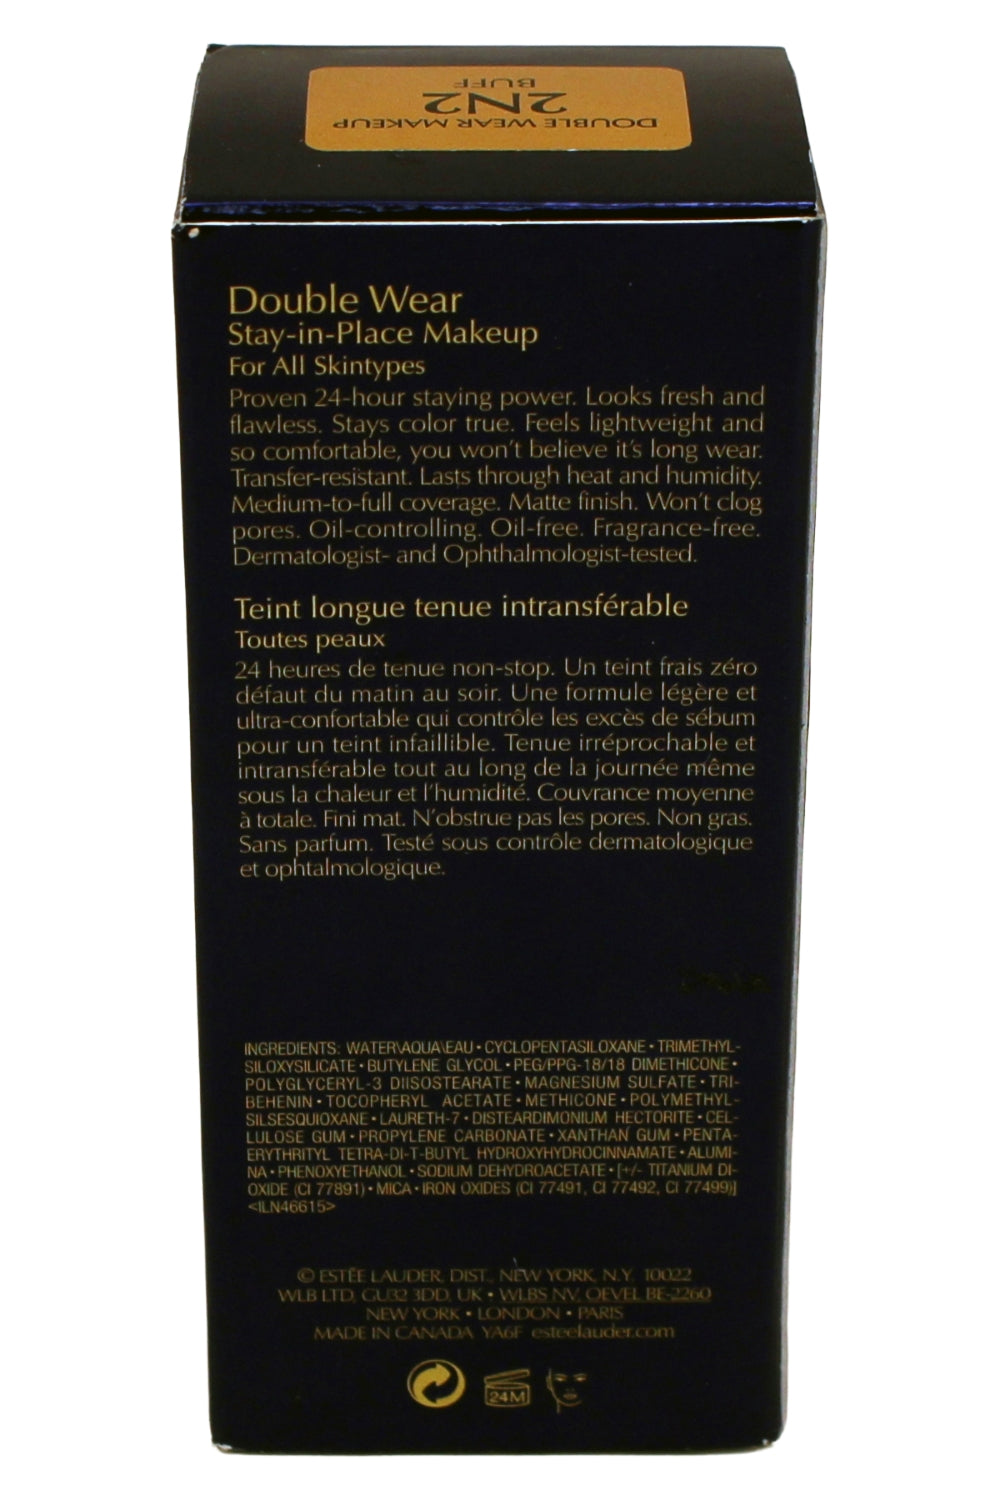 DOUBLE WEAR MAKEUP
2N2
BUFF
Double Wear
Stay-in-Place Makeup
For All Skintypes
Proven 24-hour staying power. Looks fresh and
flawless. Stays color true. Feels lightweight and
so comfortable, you won't believe it's long wear.
Transfer-resistant. Lasts through heat and humidity.
Medium-to-full coverage. Matte finish. Won't clog
pores. Oil-controlling. Oil-free. Fragrance-free.
Dermatologist- and Ophthalmologist-tested.
Teint longue tenue intransférable
Toutes peaux
24 heures de tenue non-stop. Un teint frais zéro
défaut du matin au soir. Une formule légère et
ultra-confortable qui contrôle les excès de sébum
pour un teint infaillible. Tenue irréprochable et
intransférable tout au long de la journée même
sous la chaleur et l'humidité. Couvrance moyenne
à totale. Fini mat. N'obstrue pas les pores. Non gras.
Sans parfum. Testé sous contrôle dermatologique
et ophtalmologique.
INGREDIENTS: WATER\AQUA\EAU • CYCLOPENTASILOXANE • TRIMETHYL-
SILOXYSILICATE • BUTYLENE GLYCOL • PEG/PPG-18/18 DIMETHICONE •
POLYGLYCERYL-3 DIISOSTEARATE • MAGNESIUM SULFATE • TRI-
BEHENIN • TOCOPHERYL ACETATE • METHICONE • POLYMETHYL-
SILSESQUIOXANE • LAURETH-7 • DISTEARDIMONIUM HECTORITE • CEL-
LULOSE GUM • PROPYLENE CARBONATE • XANTHAN GUM • PENTA-
ERYTHRITYL TETRA-DI-T-BUTYL HYDROXYHYDROCINNAMATE • ALUMI-
NA • PHENOXYETHANOL • SODIUM DEHYDROACETATE • [+/- TITANIUM DI-
OXIDE (CI 77891) • MICA • IRON OXIDES (CI 77491, CI 77492, CI 77499)]
<ILN46615>
© ESTÉE LAUDER, DIST., NEW YORK, N.Y. 10022
WLB LTD, GU32 3DD, UK • WLBS NV, OEVEL BE-2260
NEW YORK • LONDON • PARIS
MADE IN CANADA YA6F esteelauder.com
24M